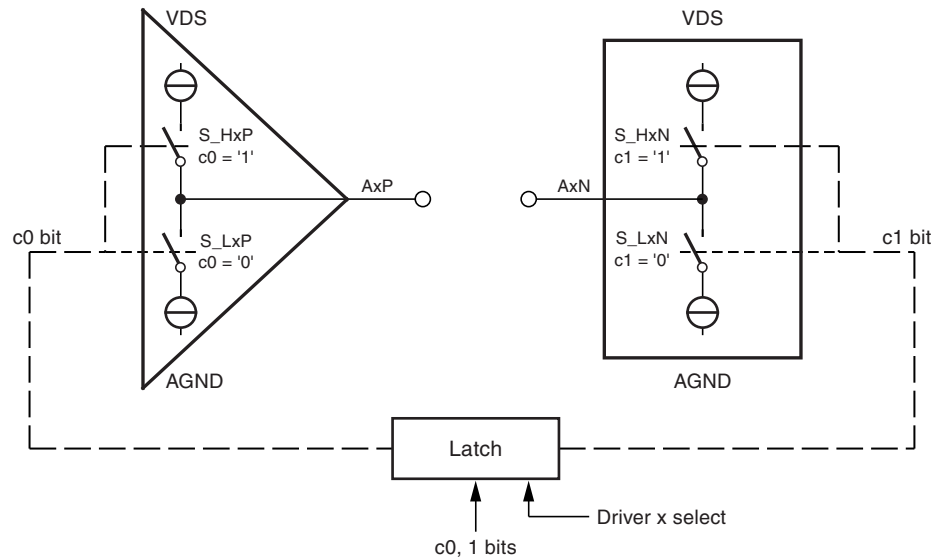 VDS
VDS
S_HxP
c0 = '1'
S_HxN
c1 = '1'
AxP
AxN
c0 bit
S_LxP
c0 = '0'
S_LxN
c1 = '0'
c1 bit
AGND
AGND
Latch
Driver x select
c0, 1 bits